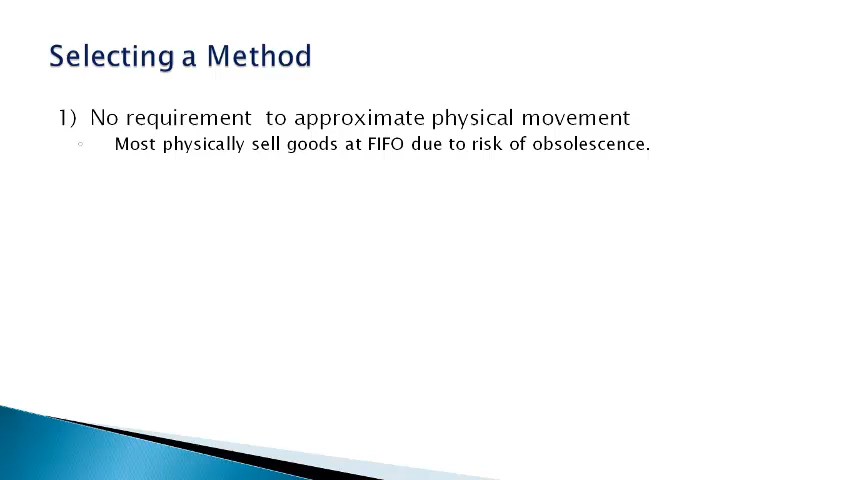 Selecting a Method
1) No requirement to approximate physical movement
◦ Most physically sell goods at FIFO due to risk of obsolescence.